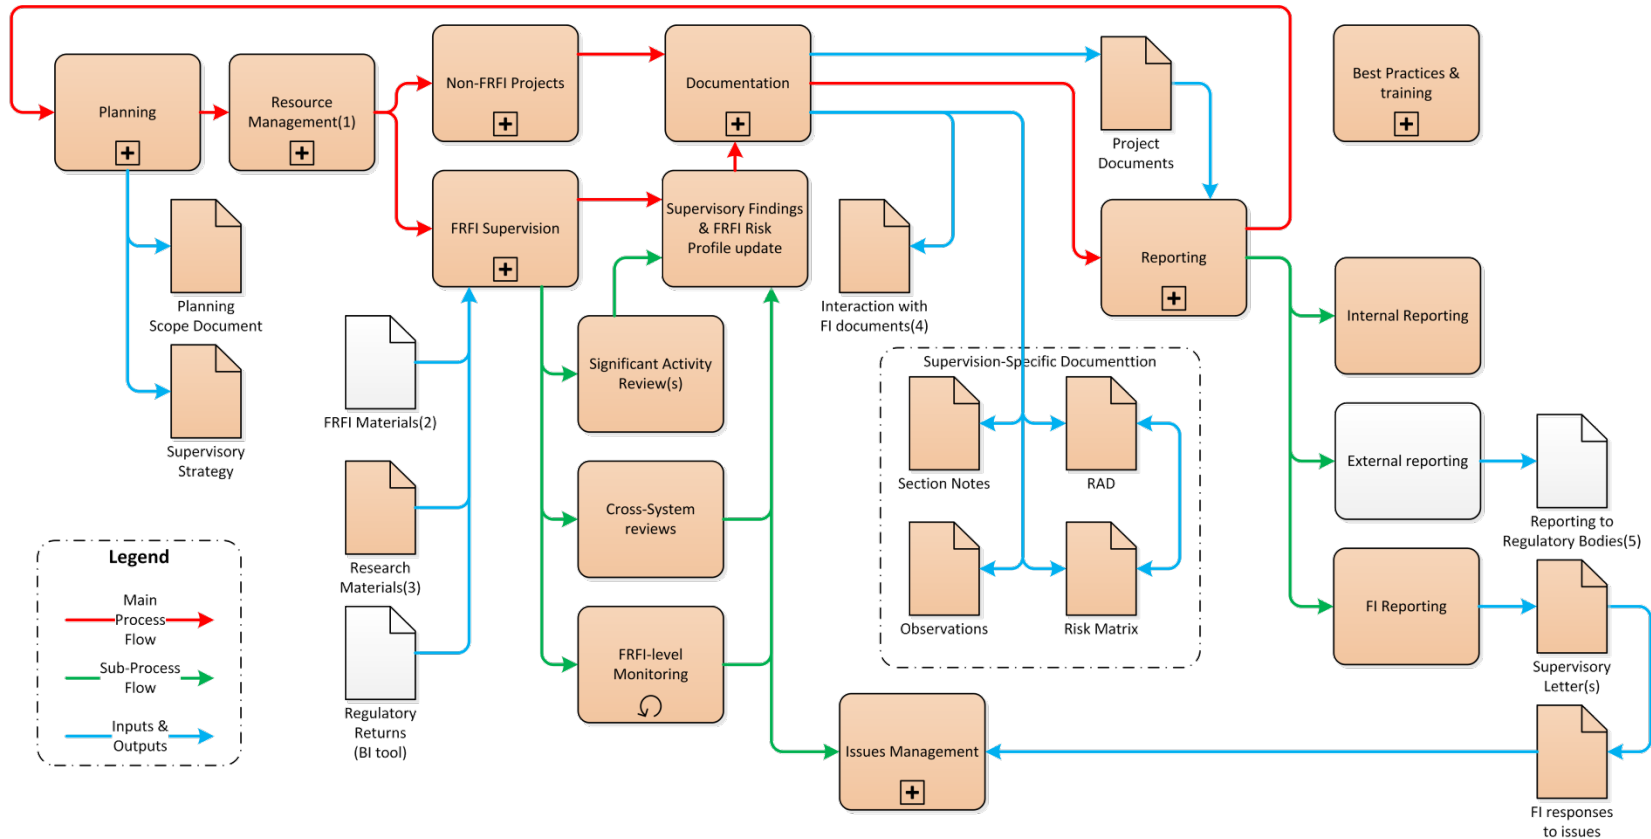 Planning
Resource
Management(1)
Non-FRFI Projects
Documentation
Best Practices &
training
Project
Documents
FRFI Supervision
Supervisory Findings
& FRFI Risk
Profile update
Reporting
Planning
Scope Document
Interaction with
FI documents(4)
Internal Reporting
Significant Activity
Review(s)
Supervision-Specific Documenttion
FRFI Materials(2)
Supervisory
Strategy
Section Notes
RAD
External reporting
Reporting to
Regulatory Bodies(5)
Cross-System
reviews
Research
Materials(3)
Observations
Risk Matrix
FI Reporting
Supervisory
Letter(s)
FRFI-level
Monitoring
Regulatory
Returns
(BI tool)
Issues Management
FI responses
to issues
Legend
Main
Process
Flow
Sub-Process
Flow
Inputs &
Outputs